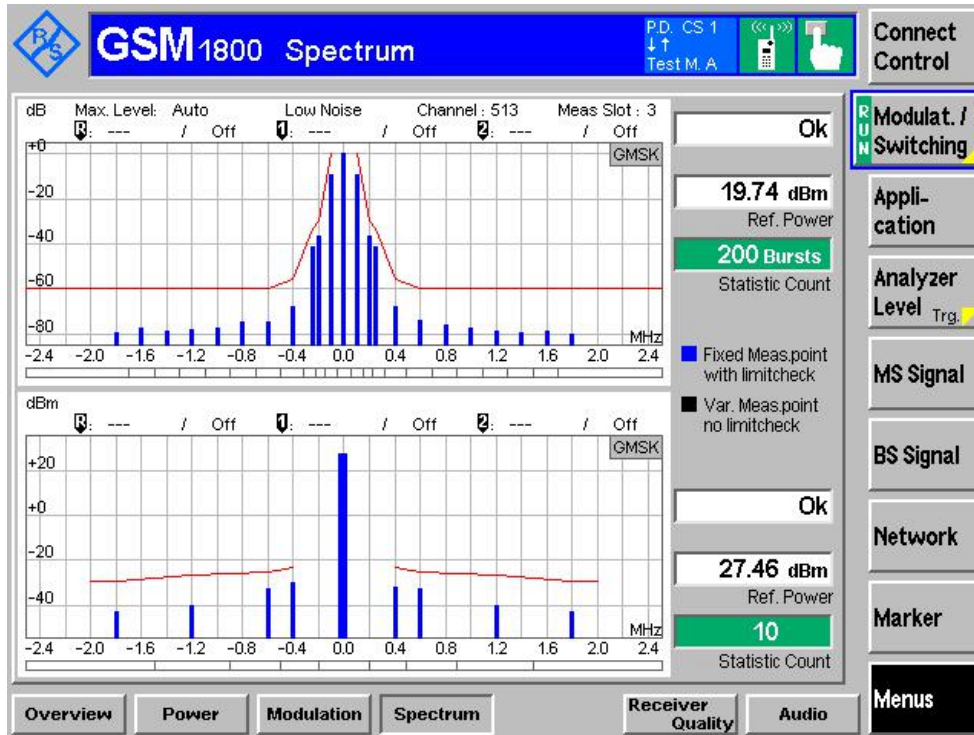 R&S
GSM 1800 Spectrum
P.D. CS 1
Test M. A
Connect
Control
dB Max. Level: Auto Low Noise Channel : 513 Meas Slot : 3
R: --- / Off 1: --- / Off 2: --- / Off
GMSK
+0
-20
-40
-60
-80
MHz
-2.4 -2.0 -1.6 -1.2 -0.8 -0.4 0.0 0.4 0.8 1.2 1.6 2.0 2.4
Ok
19.74 dBm
Ref. Power
200 Bursts
Statistic Count
Fixed Meas.point
with limitcheck
Var. Meas.point
no limitcheck
dBm
R: --- / Off 1: --- / Off 2: --- / Off
GMSK
+20
+0
-20
-40
MHz
-2.4 -2.0 -1.6 -1.2 -0.8 -0.4 0.0 0.4 0.8 1.2 1.6 2.0 2.4
Ok
27.46 dBm
Ref. Power
10
Statistic Count
RUN
Modulat. /
Switching
Appli-
cation
Analyzer
Level Trg.
MS Signal
BS Signal
Network
Marker
Menus
Overview
Power
Modulation
Spectrum
Receiver
Quality
Audio